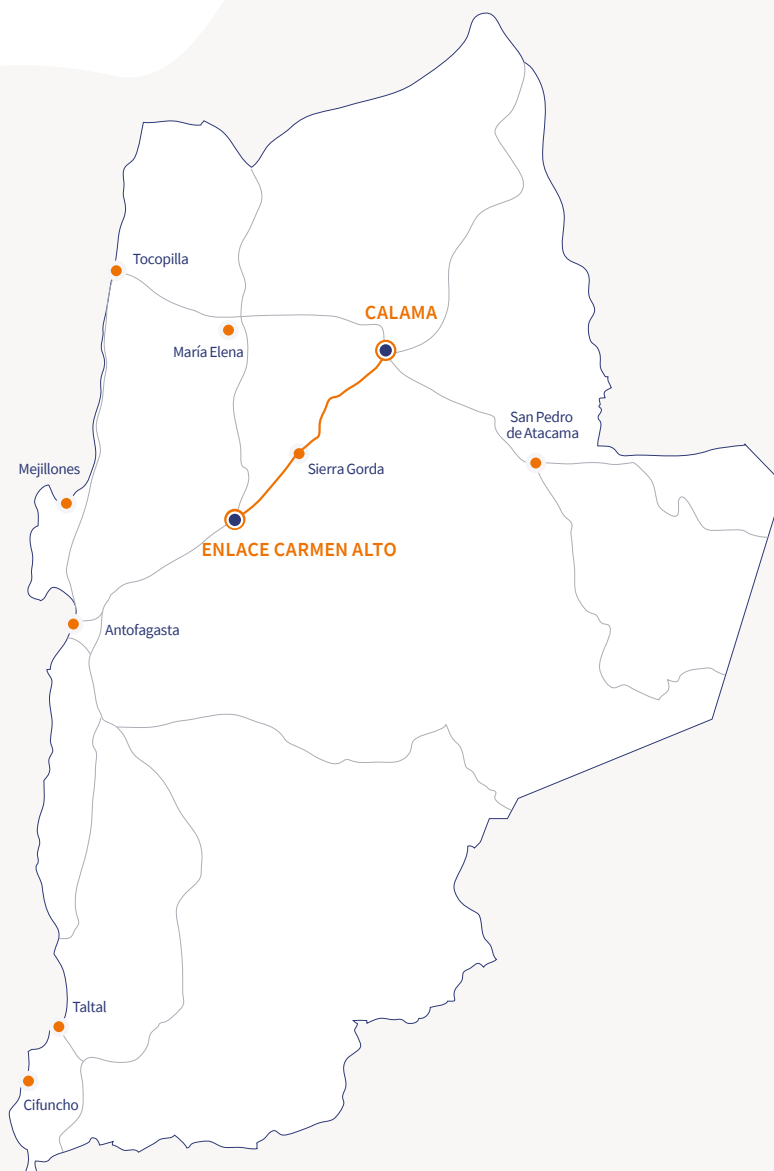 Tocopilla
CALAMA
María Elena
San Pedro
de Atacama
Mejillones
Sierra Gorda
ENLACE CARMEN ALTO
Antofagasta
Taltal
Cifuncho